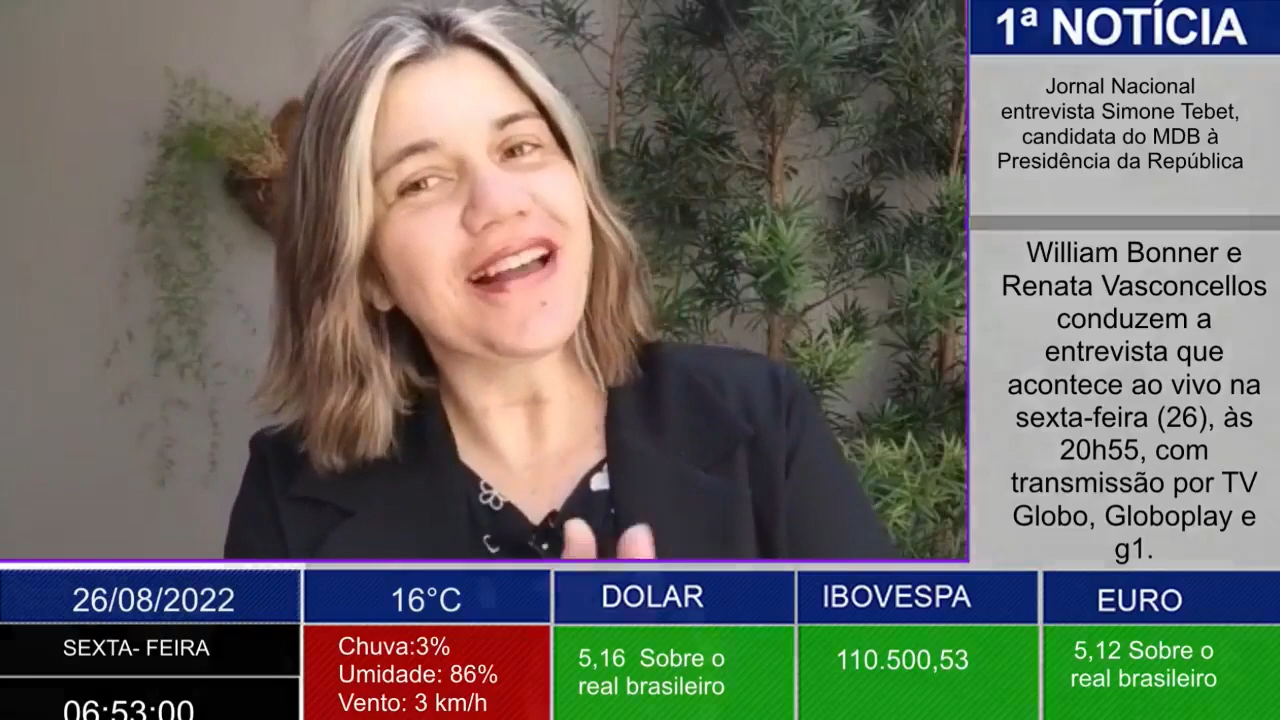 1ª NOTÍCIA
Jornal Nacional
entrevista Simone Tebet,
candidata do MDB à
Presidência da República
William Bonner e
Renata Vasconcellos
conduzem a
entrevista que
acontece ao vivo na
sexta-feira (26), às
20h55, com
transmissão por TV
Globo, Globoplay e
g1.
26/08/2022
SEXTA- FEIRA
06:53:00
16°C
Chuva:3%
Umidade: 86%
Vento: 3 km/h
DOLAR
5,16 Sobre o
real brasileiro
IBOVESPA
110.500,53
EURO
5,12 Sobre o
real brasileiro